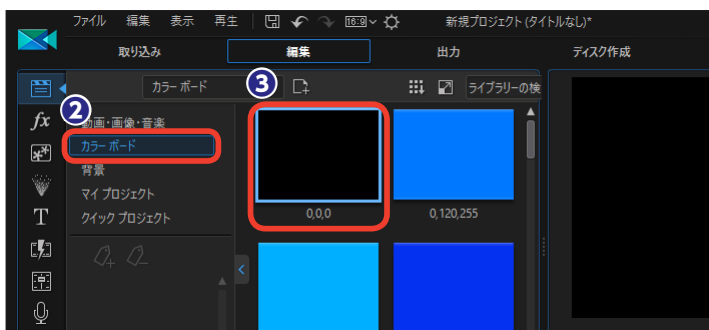 ファイル 編集 表示 再生 16:9 新規プロジェクト (タイトルなし)*
取り込み 編集 出力 ディスク作成
カラー ボード ③ ライブラリーの検
②
fx 動画・画像・音楽
カラー ボード
背景
マイ プロジェクト
T クイック プロジェクト
0,0,0 0,120,255